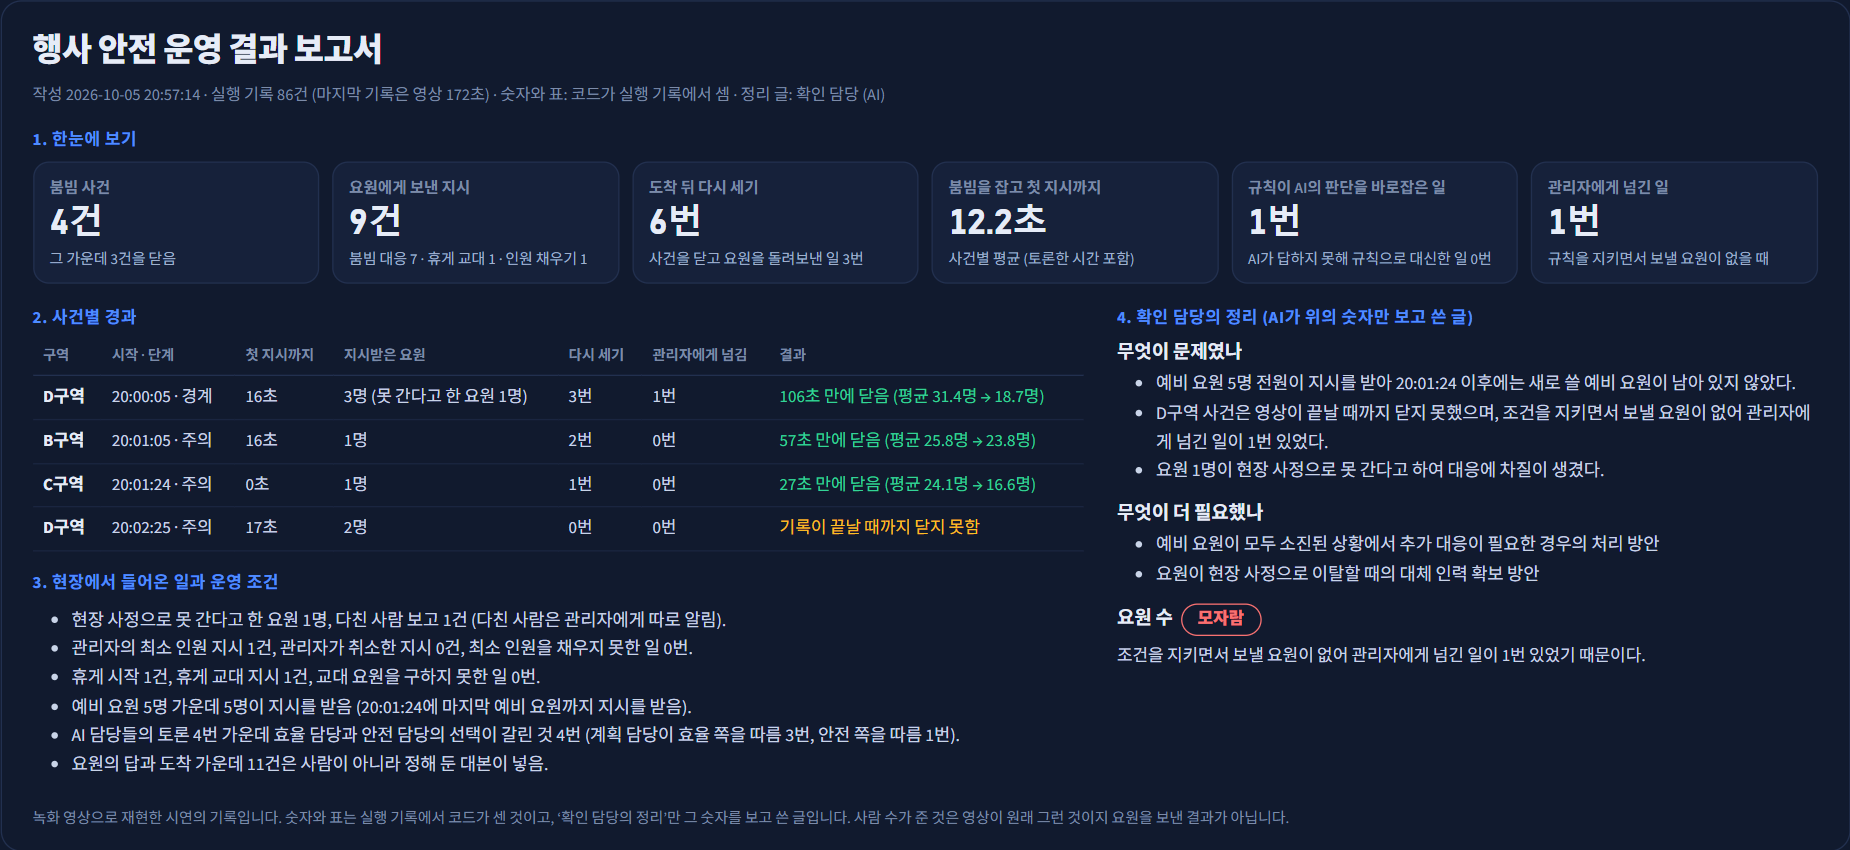 행사 안전 운영 결과 보고서
작성 2026-10-05 20:57:14 · 실행 기록 86건 (마지막 기록은 영상 172초) · 숫자와 표: 코드가 실행 기록에서 셈 · 정리 글: 확인 담당 (AI)
1. 한눈에 보기
붐빔 사건
4건
그 가운데 3건을 닫음
요원에게 보낸 지시
9건
붐빔 대응 7 · 휴게 교대 1 · 인원 채우기 1
도착 뒤 다시 세기
6번
사건을 닫고 요원을 돌려보낸 일 3번
붐빔을 잡고 첫 지시까지
12.2초
사건별 평균 (토론한 시간 포함)
규칙이 AI의 판단을 바로잡은 일
1번
AI가 답하지 못해 규칙으로 대신한 일 0번
관리자에게 넘긴 일
1번
규칙을 지키면서 보낼 요원이 없을 때
2. 사건별 경과
구역 시작 · 단계 첫 지시까지 지시받은 요원 다시 세기 관리자에게 넘김 결과
D구역 20:00:05 · 경계 16초 3명 (못 간다고 한 요원 1명) 3번 1번 106초 만에 닫음 (평균 31.4명 → 18.7명)
B구역 20:01:05 · 주의 16초 1명 2번 0번 57초 만에 닫음 (평균 25.8명 → 23.8명)
C구역 20:01:24 · 주의 0초 1명 1번 0번 27초 만에 닫음 (평균 24.1명 → 16.6명)
D구역 20:02:25 · 주의 17초 2명 0번 0번 기록이 끝날 때까지 닫지 못함
3. 현장에서 들어온 일과 운영 조건
• 현장 사정으로 못 간다고 한 요원 1명, 다친 사람 보고 1건 (다친 사람은 관리자에게 따로 알림).
• 관리자의 최소 인원 지시 1건, 관리자가 취소한 지시 0건, 최소 인원을 채우지 못한 일 0번.
• 휴게 시작 1건, 휴게 교대 지시 1건, 교대 요원을 구하지 못한 일 0번.
• 예비 요원 5명 가운데 5명이 지시를 받음 (20:01:24에 마지막 예비 요원까지 지시를 받음).
• AI 담당들의 토론 4번 가운데 효율 담당과 안전 담당의 선택이 갈린 것 4번 (계획 담당이 효율 쪽을 따름 3번, 안전 쪽을 따름 1번).
• 요원의 답과 도착 가운데 11건은 사람이 아니라 정해 둔 대본이 넣음.
4. 확인 담당의 정리 (AI가 위의 숫자만 보고 쓴 글)
무엇이 문제였나
• 예비 요원 5명 전원이 지시를 받아 20:01:24 이후에는 새로 쓸 예비 요원이 남아 있지 않았다.
• D구역 사건은 영상이 끝날 때까지 닫지 못했으며, 조건을 지키면서 보낼 요원이 없어 관리자에
게 넘긴 일이 1번 있었다.
• 요원 1명이 현장 사정으로 못 간다고 하여 대응에 차질이 생겼다.
무엇이 더 필요했나
• 예비 요원이 모두 소진된 상황에서 추가 대응이 필요한 경우의 처리 방안
• 요원이 현장 사정으로 이탈할 때의 대체 인력 확보 방안
요원 수 모자람
조건을 지키면서 보낼 요원이 없어 관리자에게 넘긴 일이 1번 있었기 때문이다.
녹화 영상으로 재현한 시연의 기록입니다. 숫자와 표는 실행 기록에서 코드가 센 것이고, ‘확인 담당의 정리’만 그 숫자를 보고 쓴 글입니다. 사람 수가 준 것은 영상이 원래 그런 것이지 요원을 보낸 결과가 아닙니다.